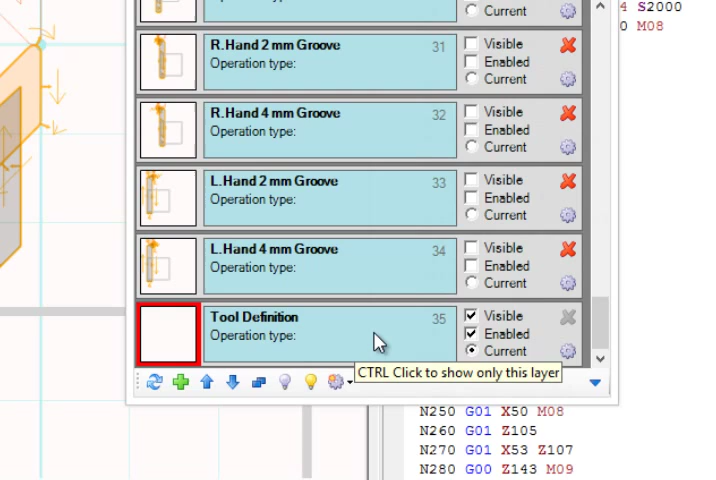 Current
4 S2000
0 M08
R.Hand 2 mm Groove 31
Operation type:
Visible
Enabled
Current
R.Hand 4 mm Groove 32
Operation type:
Visible
Enabled
Current
L.Hand 2 mm Groove 33
Operation type:
Visible
Enabled
Current
L.Hand 4 mm Groove 34
Operation type:
Visible
Enabled
Current
Tool Definition 35
Operation type:
Visible
Enabled
Current
CTRL Click to show only this layer
N250 G01 X50 M08
N260 G01 Z105
N270 G01 X53 Z107
N280 G00 Z143 M09